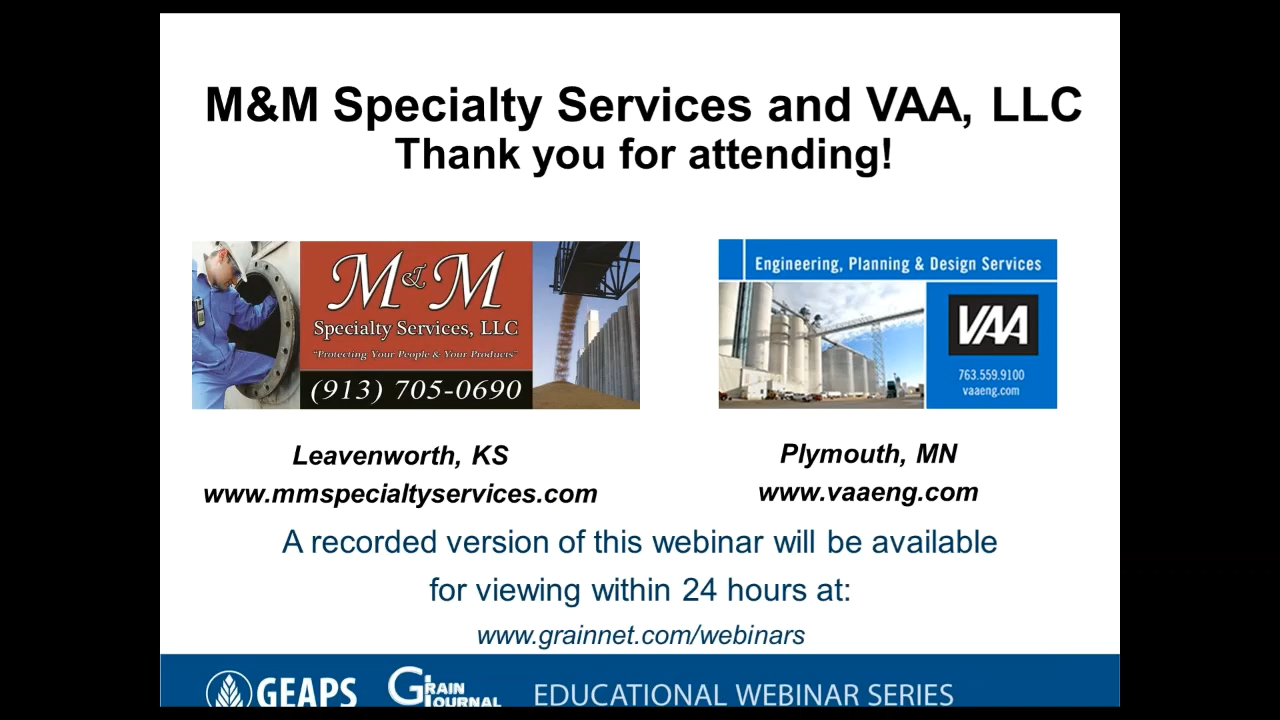 M&M Specialty Services and VAA, LLC
Thank you for attending!
M&M
Specialty Services, LLC
"Protecting Your People & Your Products"
(913) 705-0690
Engineering, Planning & Design Services
VAA
763.559.9100
vaaeng.com
Leavenworth, KS
www.mmspecialtyservices.com
Plymouth, MN
www.vaaeng.com
A recorded version of this webinar will be available
for viewing within 24 hours at:
www.grainnet.com/webinars
GEAPS
GRAIN
JOURNAL
EDUCATIONAL WEBINAR SERIES